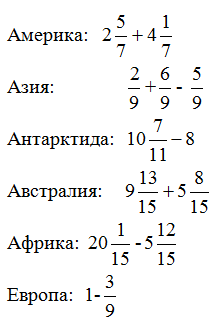 Америка: 2 5/7 + 4 1/7
Азия: 2/9 + 6/9 - 5/9
Антарктида: 10 7/11 − 8
Австралия: 9 13/15 + 5 8/15
Африка: 20 1/15 - 5 12/15
Европа: 1- 3/9